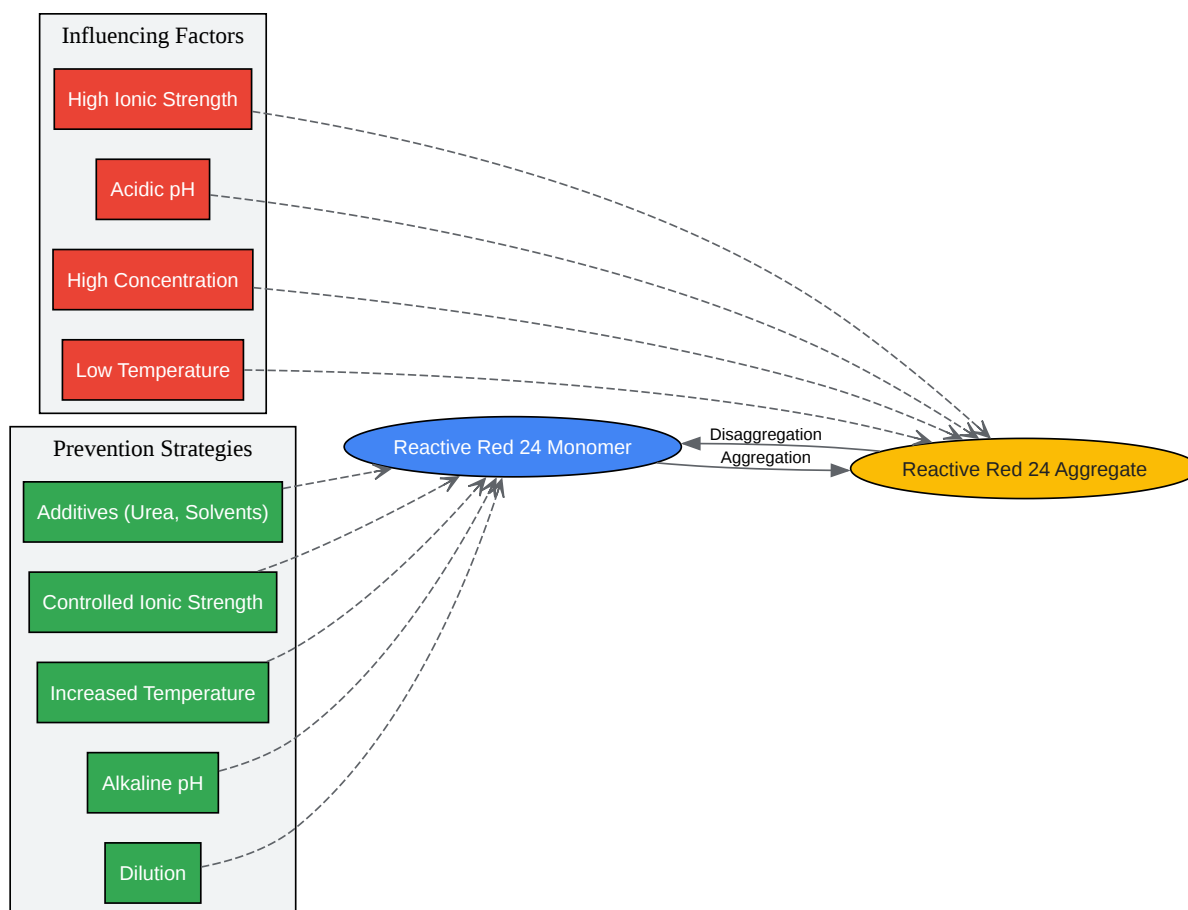 Influencing Factors
High Ionic Strength
Acidic pH
High Concentration
Low Temperature
Prevention Strategies
Additives (Urea, Solvents)
Controlled Ionic Strength
Increased Temperature
Alkaline pH
Dilution
Reactive Red 24 Monomer
Disaggregation
Aggregation
Reactive Red 24 Aggregate